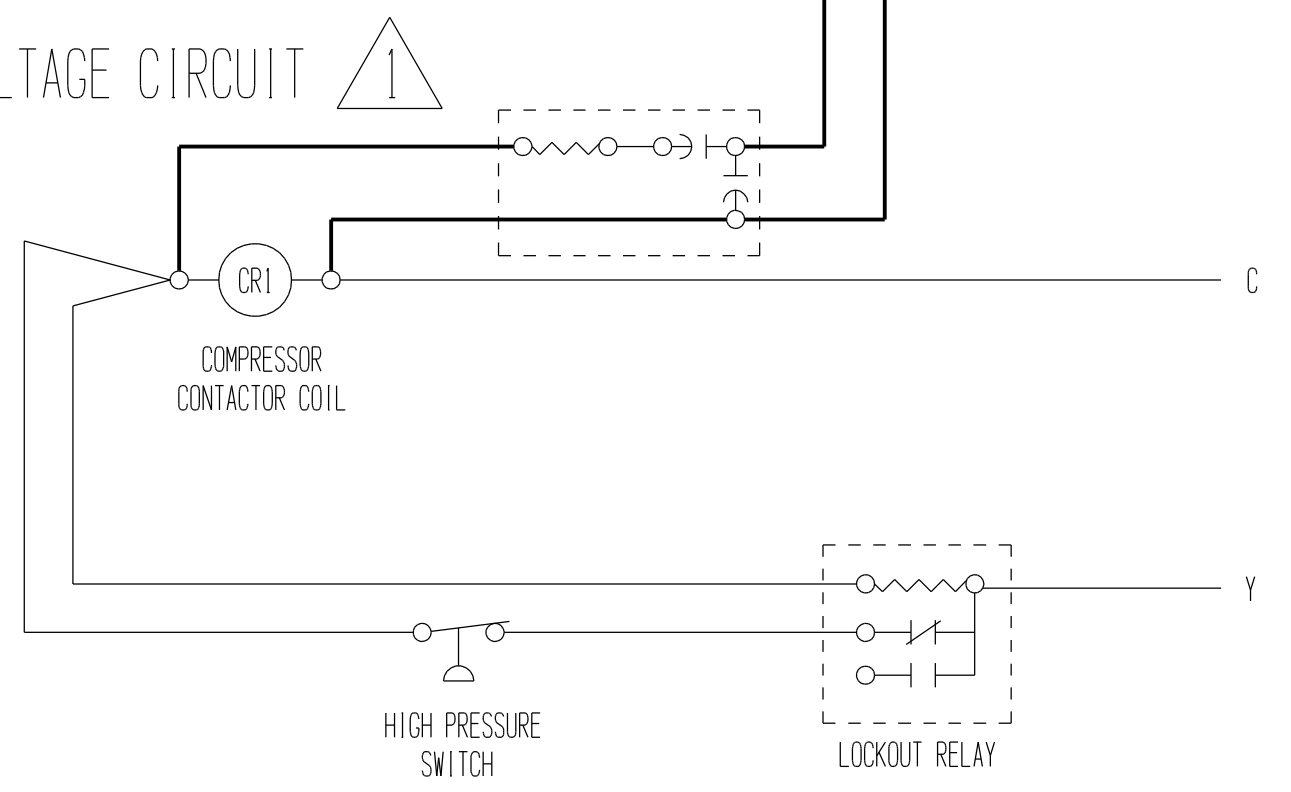 LTAGE CIRCUIT
1
CR1
C
COMPRESSOR
CONTACTOR COIL
Y
HIGH PRESSURE
SWITCH
LOCKOUT RELAY